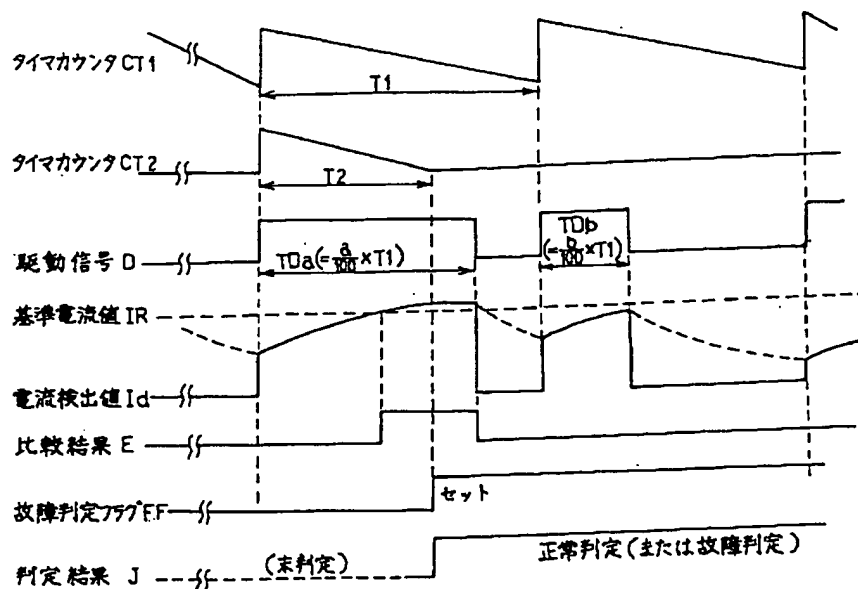 タイマカウンタCT1
T1
タイマカウンタCT2
T2
駆動信号D
TDa(=a/100×T1)
TDb
(=b/100×T1)
基準電流値IR
電流検出値Id
比較結果E
セット
故障判定フラグFF
正常判定(または故障判定)
(未判定)
判定結果 J